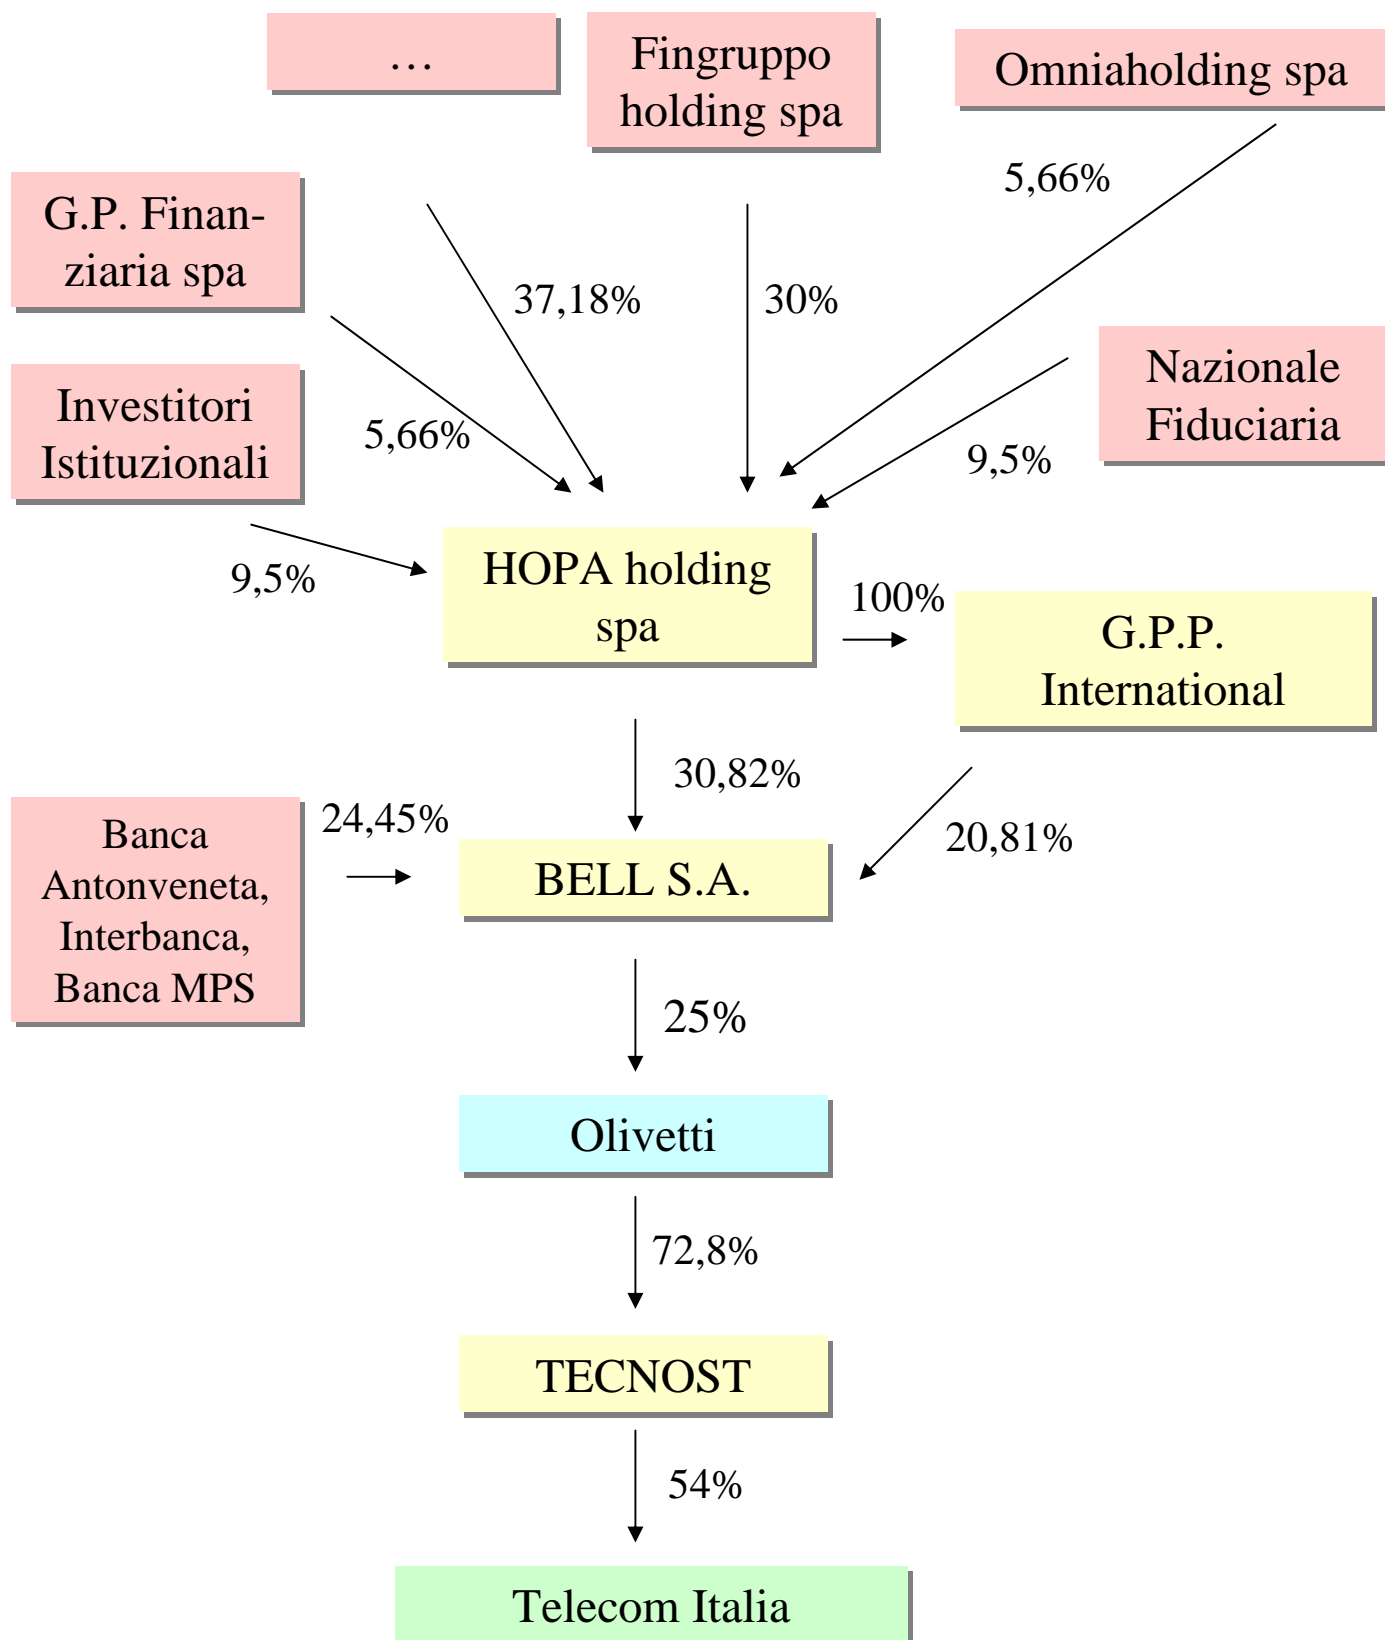 …
Fingruppo
holding spa
Omniaholding spa
5,66%
G.P. Finan-
ziaria spa
37,18%
30%
Nazionale
Fiduciaria
Investitori
Istituzionali
5,66%
9,5%
9,5%
HOPA holding
spa
100%
G.P.P.
International
30,82%
24,45%
20,81%
Banca
Antonveneta,
Interbanca,
Banca MPS
BELL S.A.
25%
Olivetti
72,8%
TECNOST
54%
Telecom Italia